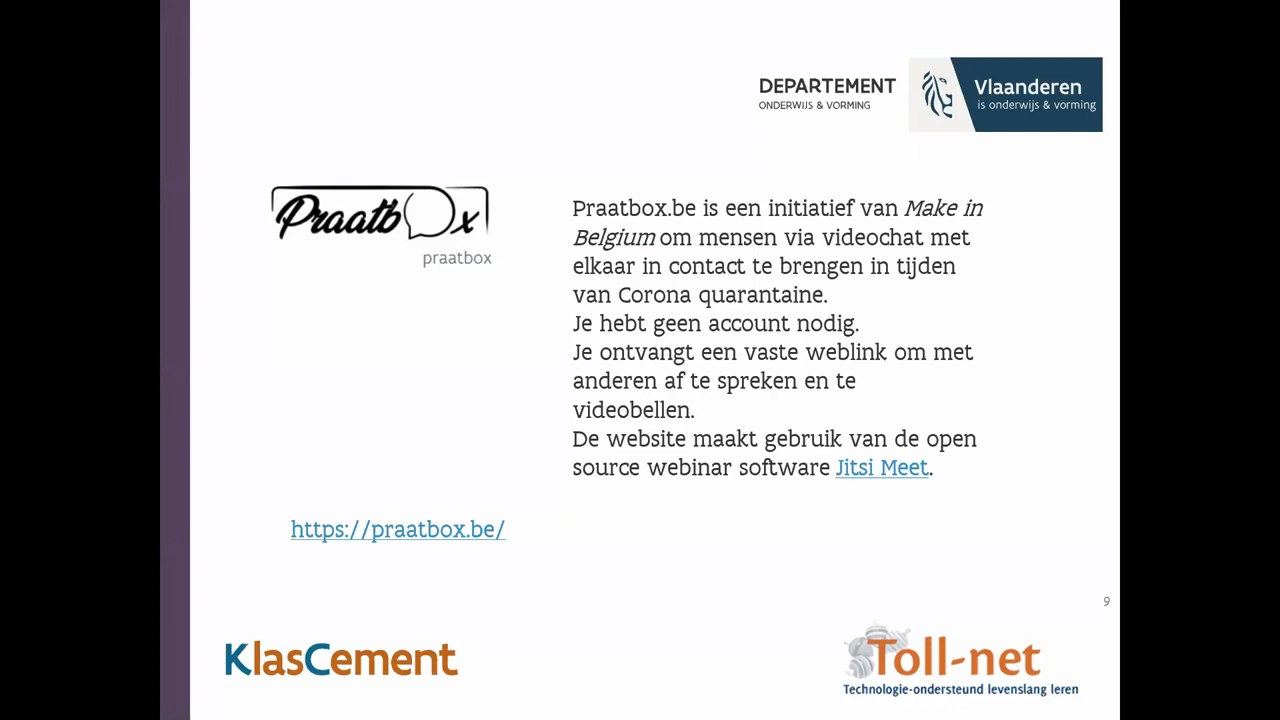 DEPARTEMENT
ONDERWIJS & VORMING
Vlaanderen
is onderwijs & vorming
Praatbox
praatbox
Praatbox.be is een initiatief van Make in
Belgium om mensen via videochat met
elkaar in contact te brengen in tijden
van Corona quarantaine.
Je hebt geen account nodig.
Je ontvangt een vaste weblink om met
anderen af te spreken en te
videobellen.
De website maakt gebruik van de open
source webinar software Jitsi Meet.
https://praatbox.be/
9
KlasCement
Toll-net
Technologie-ondersteund levenslang leren